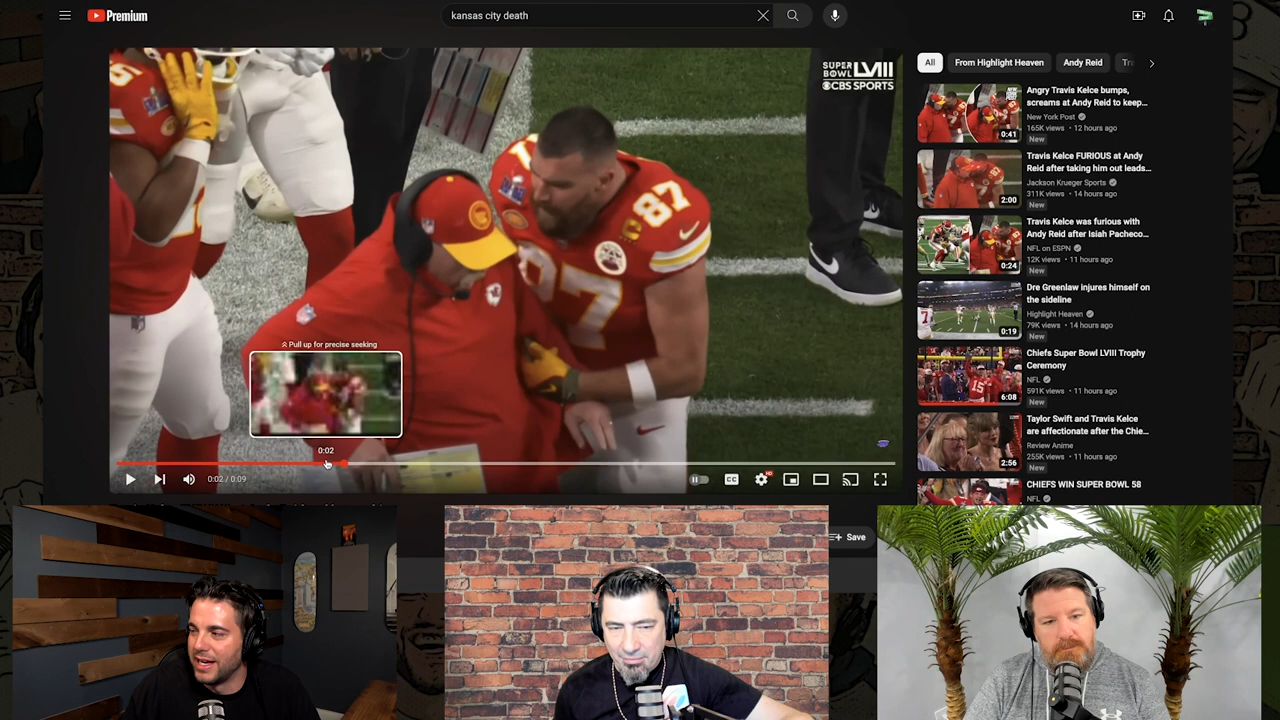 Premium
kansas city death
SUPER
BOWL LVIII
CBS SPORTS
87
87
5
Pull up for precise seeking
0:02
0:02 / 0:09
CC
HD
Save
All
From Highlight Heaven
Andy Reid
Angry Travis Kelce bumps,
screams at Andy Reid to keep...
New York Post
165K views • 12 hours ago
New
0:41
Travis Kelce FURIOUS at Andy
Reid after taking him out leads...
Jackson Krueger Sports
311K views • 14 hours ago
New
2:00
Travis Kelce was furious with
Andy Reid after Isiah Pacheco...
NFL on ESPN
12K views • 11 hours ago
New
0:24
Dre Greenlaw injures himself on
the sideline
Highlight Heaven
79K views • 14 hours ago
New
0:19
Chiefs Super Bowl LVIII Trophy
Ceremony
NFL
591K views • 11 hours ago
New
6:08
15
Taylor Swift and Travis Kelce
are affectionate after the Chie...
Review Anime
255K views • 11 hours ago
New
2:56
CHIEFS WIN SUPER BOWL 58
NFL